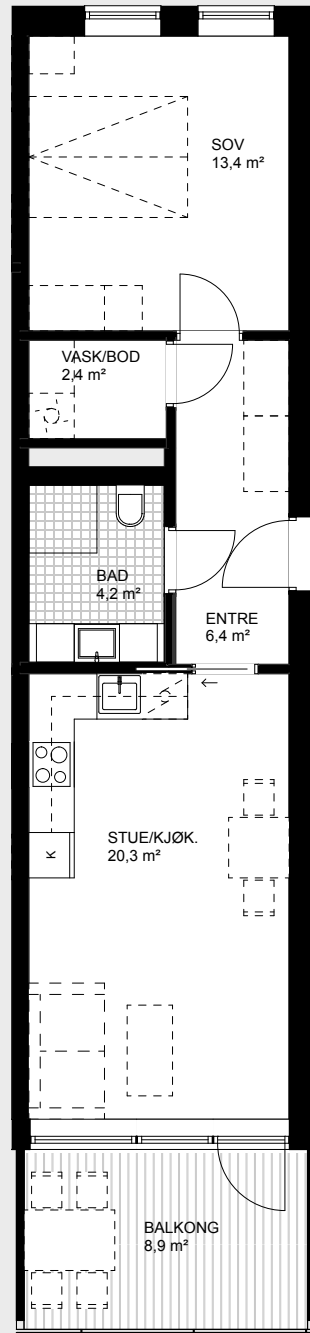 SOV
13,4 m²
VASK/BOD
2,4 m²
BAD
4,2 m²
ENTRE
6,4 m²
STUE/KJØK.
20,3 m²
K
BALKONG
8,9 m²